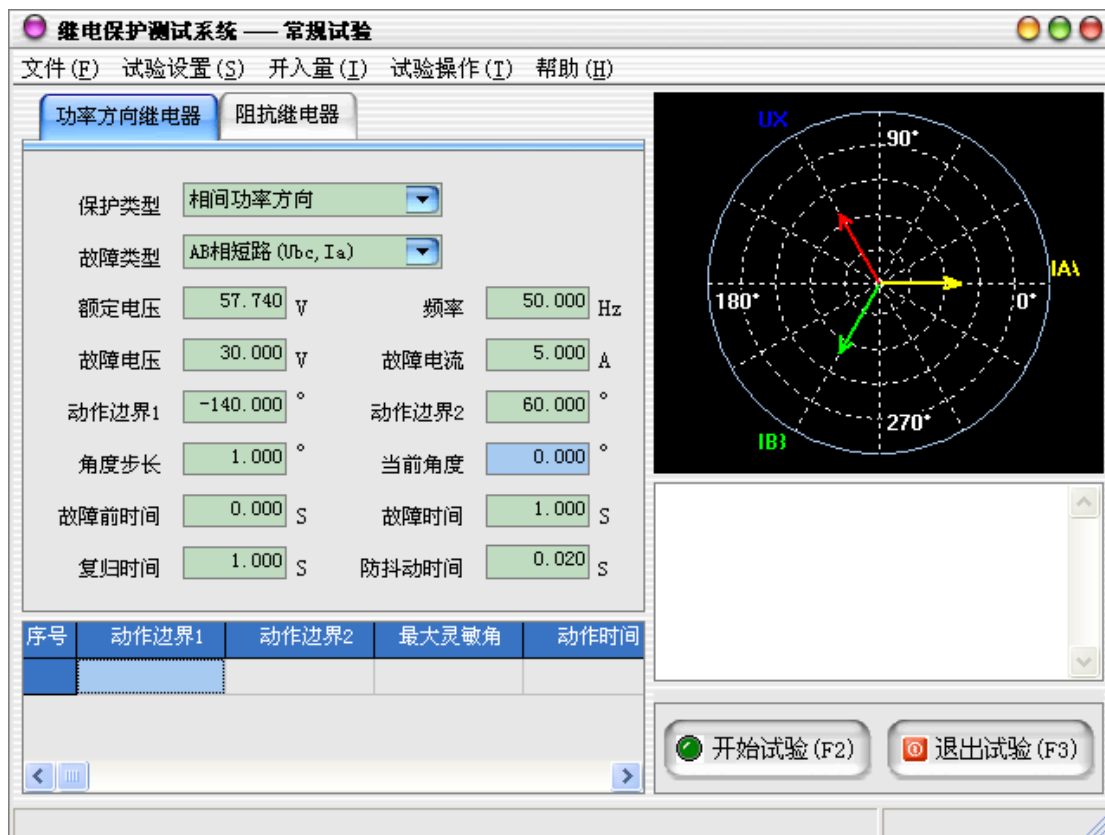 继电保护测试系统 —— 常规试验
文件(F) 试验设置(S) 开入量(I) 试验操作(T) 帮助(H)
功率方向继电器 阻抗继电器
保护类型 相间功率方向
故障类型 AB相短路(Ubc,Ia)
额定电压 57.740 V 频率 50.000 Hz
故障电压 30.000 V 故障电流 5.000 A
动作边界1 -140.000 ° 动作边界2 60.000 °
角度步长 1.000 ° 当前角度 0.000 °
故障前时间 0.000 S 故障时间 1.000 S
复归时间 1.000 S 防抖动时间 0.020 S
序号 动作边界1 动作边界2 最大灵敏角 动作时间
UX
90°
IA
180°
0°
270°
IB
开始试验(F2) 退出试验(F3)